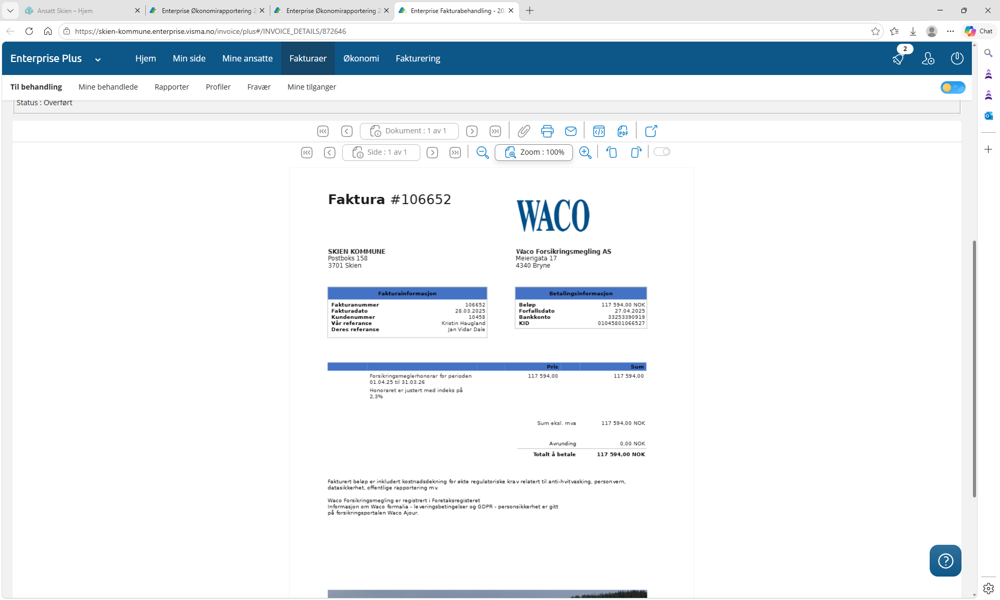 Ansatt Skien – Hjem
Enterprise Økonomirapportering 2
Enterprise Økonomirapportering 2
Enterprise Fakturabehandling - 202
https://skien-kommune.enterprise.visma.no/invoice/plus#/INVOICE_DETAILS/872646
Chat
Enterprise Plus
Hjem
Min side
Mine ansatte
Fakturaer
Økonomi
Fakturering
2
Til behandling
Mine behandlede
Rapporter
Profiler
Fravær
Mine tilganger
Status : Overført
Dokument : 1 av 1
PDF
Side : 1 av 1
Zoom : 100%
Faktura #106652
WACO
SKIEN KOMMUNE
Postboks 158
3701 Skien
Waco Forsikringsmegling AS
Meierigata 17
4340 Bryne
Fakturainformasjon
Fakturanummer 106652
Fakturadato 28.03.2025
Kundenummer 10458
Vår referanse Kristin Haugland
Deres referanse Jan Vidar Dale
Betalingsinformasjon
Beløp 117 594,00 NOK
Forfallsdato 27.04.2025
Bankkonto 33253390919
KID 01045801066527
Pris Sum
Forsikringsmeglerhonorar for perioden 117 594,00 117 594,00
01.04.25 til 31.03.26
Honoraret er justert med indeks på
2,3%
Sum eksl. mva 117 594,00 NOK
Avrunding 0,00 NOK
Totalt å betale 117 594,00 NOK
Fakturert beløp er inkludert kostnadsdekning for økte regulatoriske krav relatert til anti-hvitvasking, personvern,
datasikkerhet, offentlige rapportering mv.
Waco Forsikringsmegling er registrert i Foretaksregisteret
Informasjon om Waco formalia - leveringsbetingelser og GDPR - personsikkerhet er gitt
på forsikringsportalen Waco Ajour.